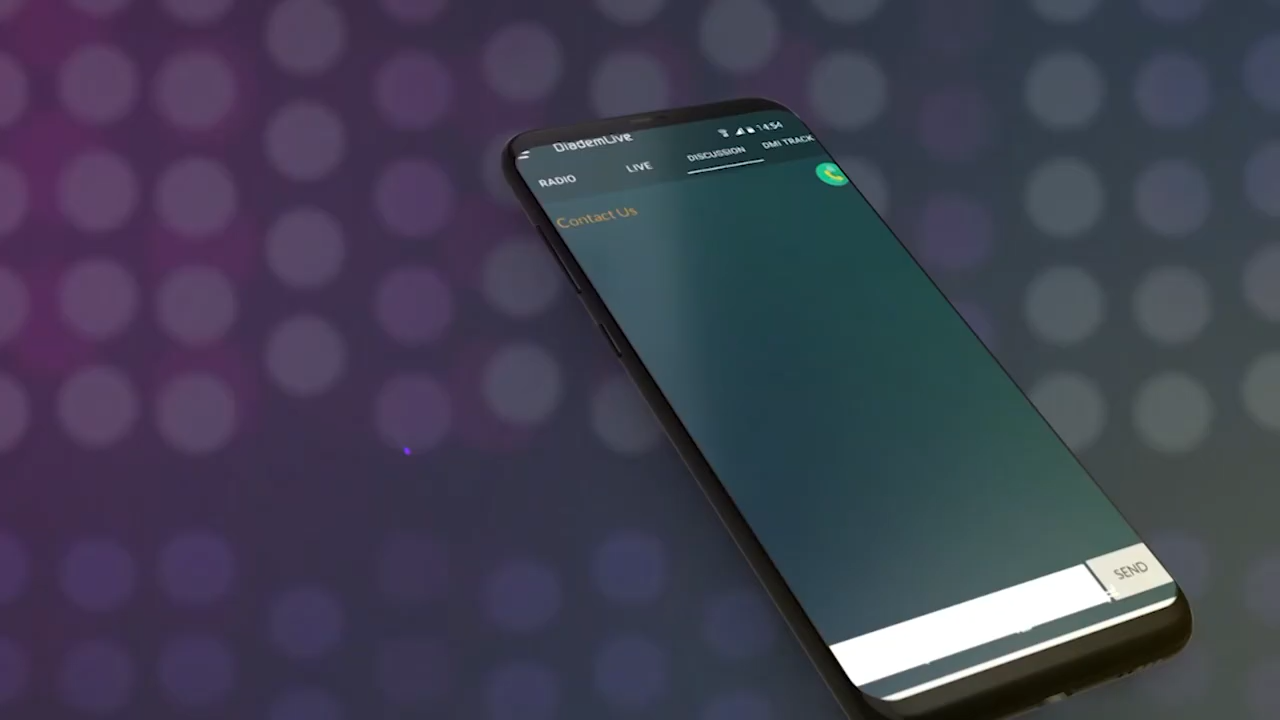 DiademLive
14:54
RADIO
LIVE
DISCUSSION
DMI TRACK
Contact Us
SEND